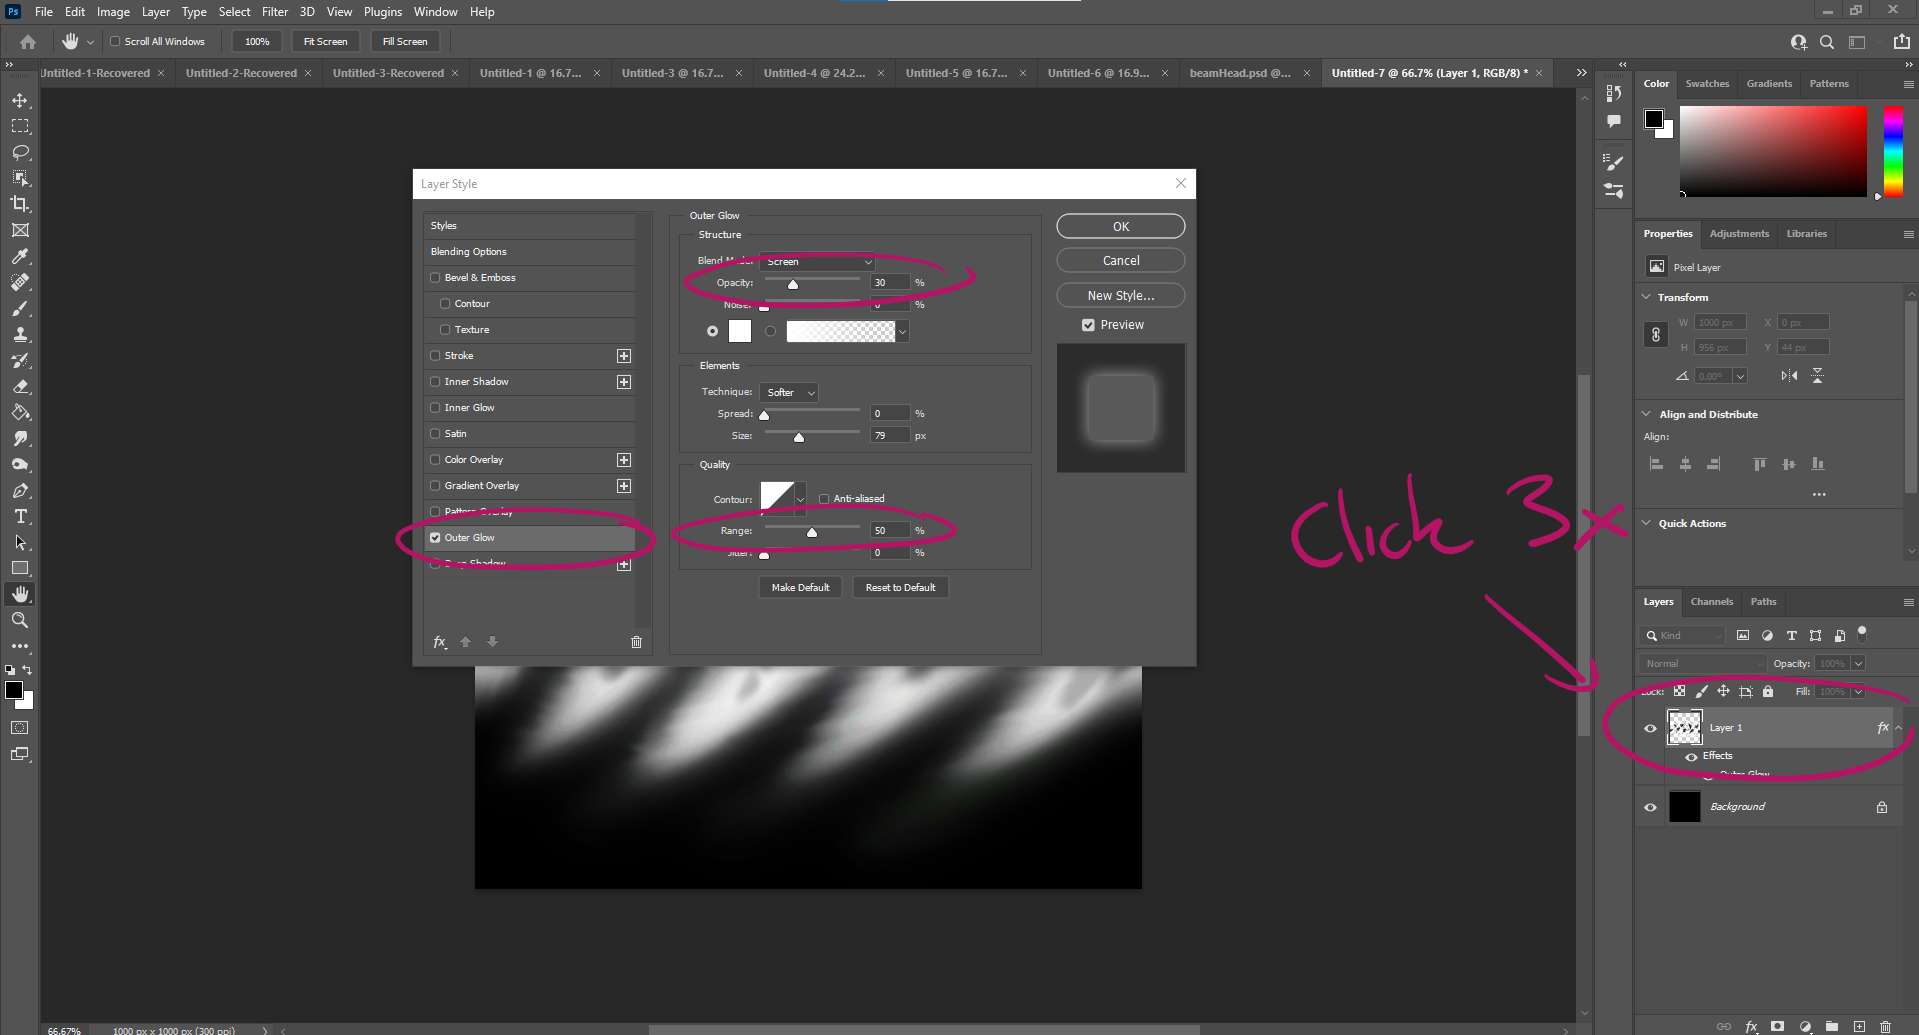 Ps File Edit Image Layer Type Select Filter 3D View Plugins Window Help
Scroll All Windows 100% Fit Screen Fill Screen
Untitled-1-Recovered × Untitled-2-Recovered × Untitled-3-Recovered × Untitled-1 @ 16.7... × Untitled-3 @ 16.7... × Untitled-4 @ 24.2... × Untitled-5 @ 16.7... × Untitled-6 @ 16.9... × beamHead.psd @... × Untitled-7 @ 66.7% (Layer 1, RGB/8) * ×
Layer Style
Styles
Blending Options
Bevel & Emboss
Contour
Texture
Stroke
Inner Shadow
Inner Glow
Satin
Color Overlay
Gradient Overlay
Pattern Overlay
Outer Glow
Drop Shadow
fx
Outer Glow
Structure
Blend Mode: Screen
Opacity: 30 %
Noise: 0 %
Elements
Technique: Softer
Spread: 0 %
Size: 79 px
Quality
Contour: Anti-aliased
Range: 50 %
Jitter: 0 %
Make Default Reset to Default
OK
Cancel
New Style...
Preview
Click 3x
Color Swatches Gradients Patterns
Properties Adjustments Libraries
Pixel Layer
Transform
W 1000 px X 0 px
H 956 px Y 44 px
0.00°
Align and Distribute
Align:
Quick Actions
Layers Channels Paths
Kind
Normal Opacity: 100%
Lock: Fill: 100%
Layer 1 fx
Effects
Outer Glow
Background
fx
66.67% 1000 px x 1000 px (300 ppi)